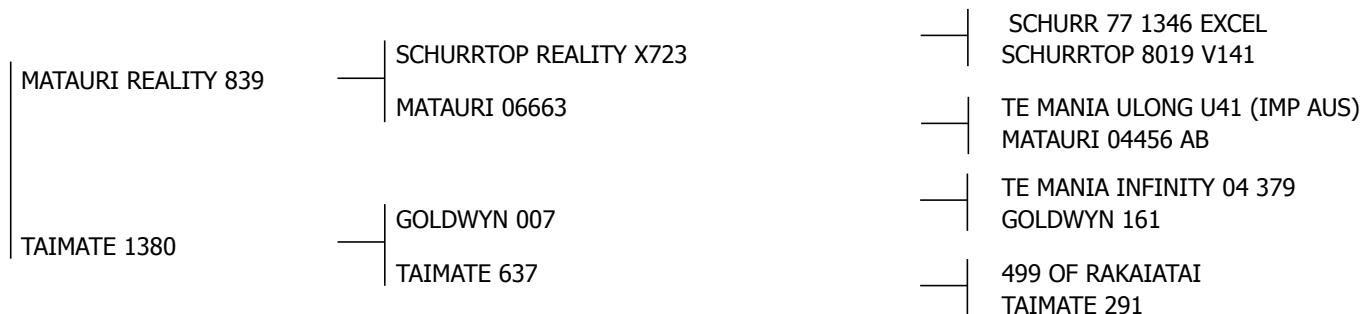 MATAURI REALITY 839
TAIMATE 1380
SCHURRTOP REALITY X723
MATAURI 06663
GOLDWYN 007
TAIMATE 637
SCHURR 77 1346 EXCEL
SCHURRTOP 8019 V141
TE MANIA ULONG U41 (IMP AUS)
MATAURI 04456 AB
TE MANIA INFINITY 04 379
GOLDWYN 161
499 OF RAKAIATAI
TAIMATE 291